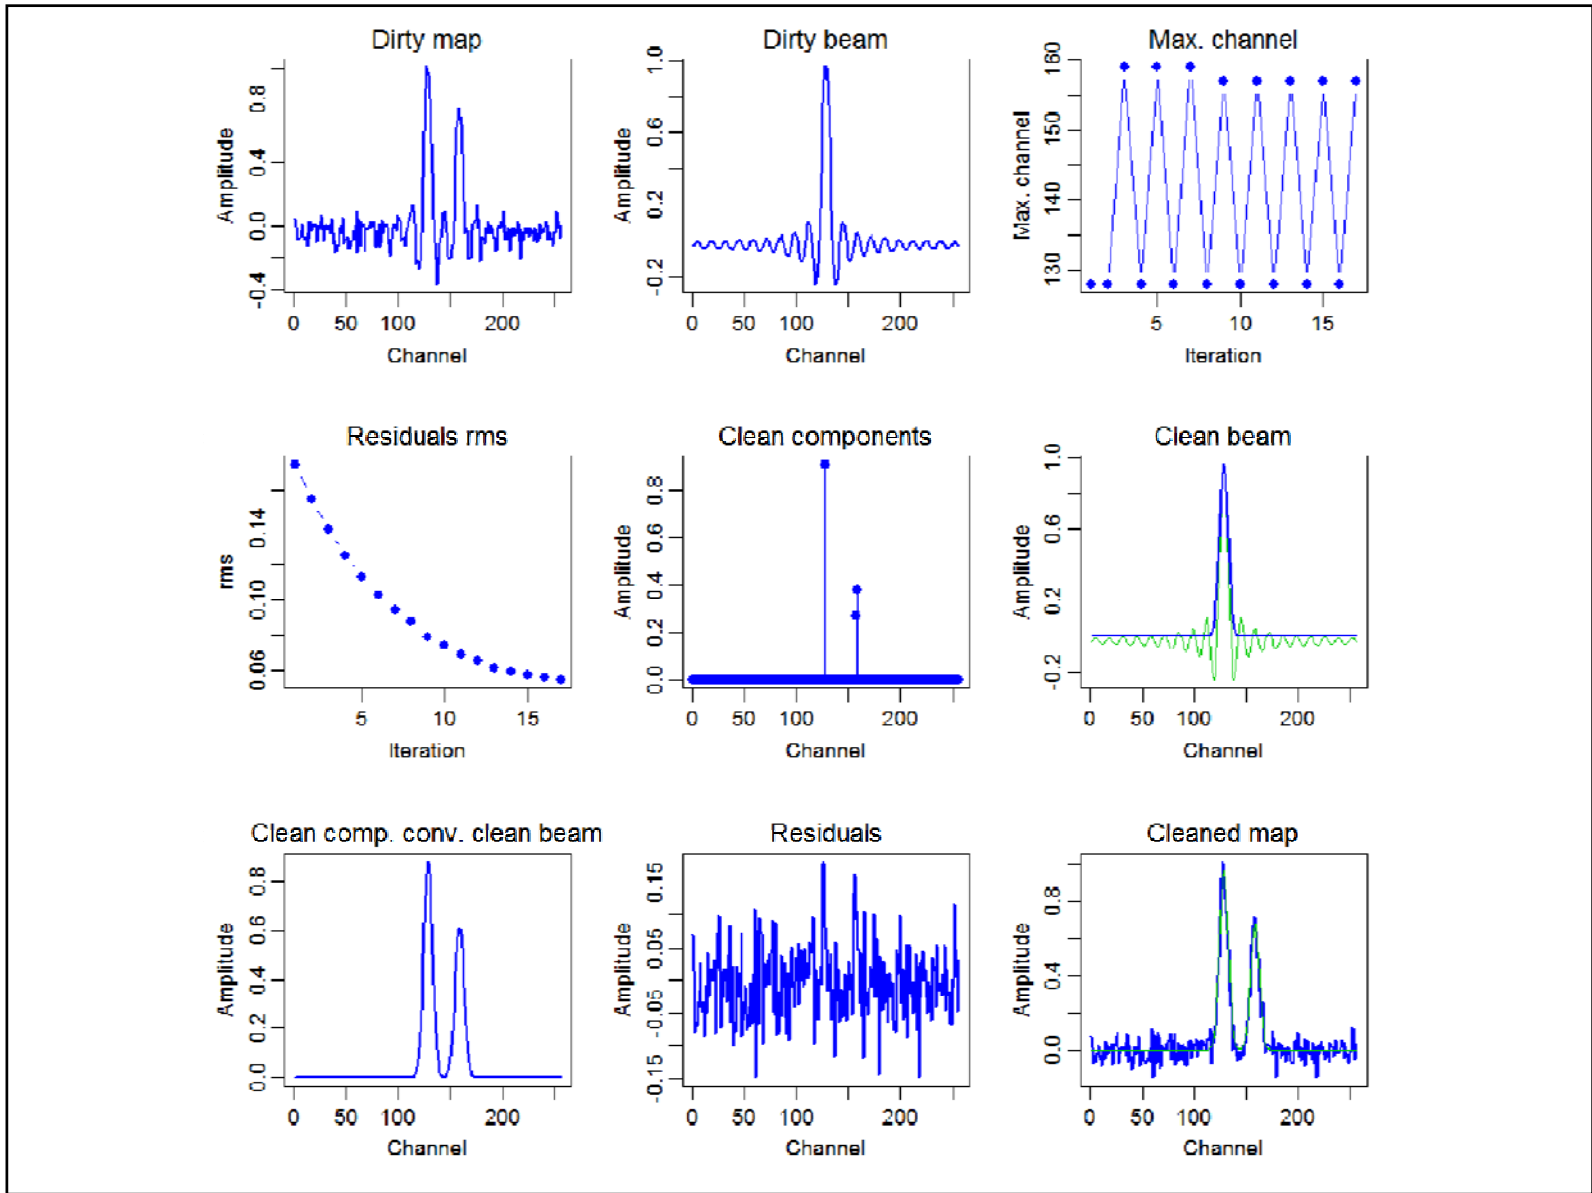 Dirty map
Dirty beam
Max. channel
Amplitude
-0.4 0.0 0.4 0.8
0 50 100 200
Channel
Amplitude
-0.2 0.2 0.6 1.0
0 50 100 200
Channel
Max. channel
130 140 150 160
5 10 15
Iteration
Residuals rms
Clean components
Clean beam
rms
0.06 0.10 0.14
5 10 15
Iteration
Amplitude
0.0 0.2 0.4 0.6 0.8
0 50 100 200
Channel
Amplitude
-0.2 0.2 0.6 1.0
0 50 100 200
Channel
Clean comp. conv. clean beam
Residuals
Cleaned map
Amplitude
0.0 0.2 0.4 0.6 0.8
0 50 100 200
Channel
Amplitude
-0.15 -0.05 0.05 0.15
0 50 100 200
Channel
Amplitude
0.0 0.4 0.8
0 50 100 200
Channel